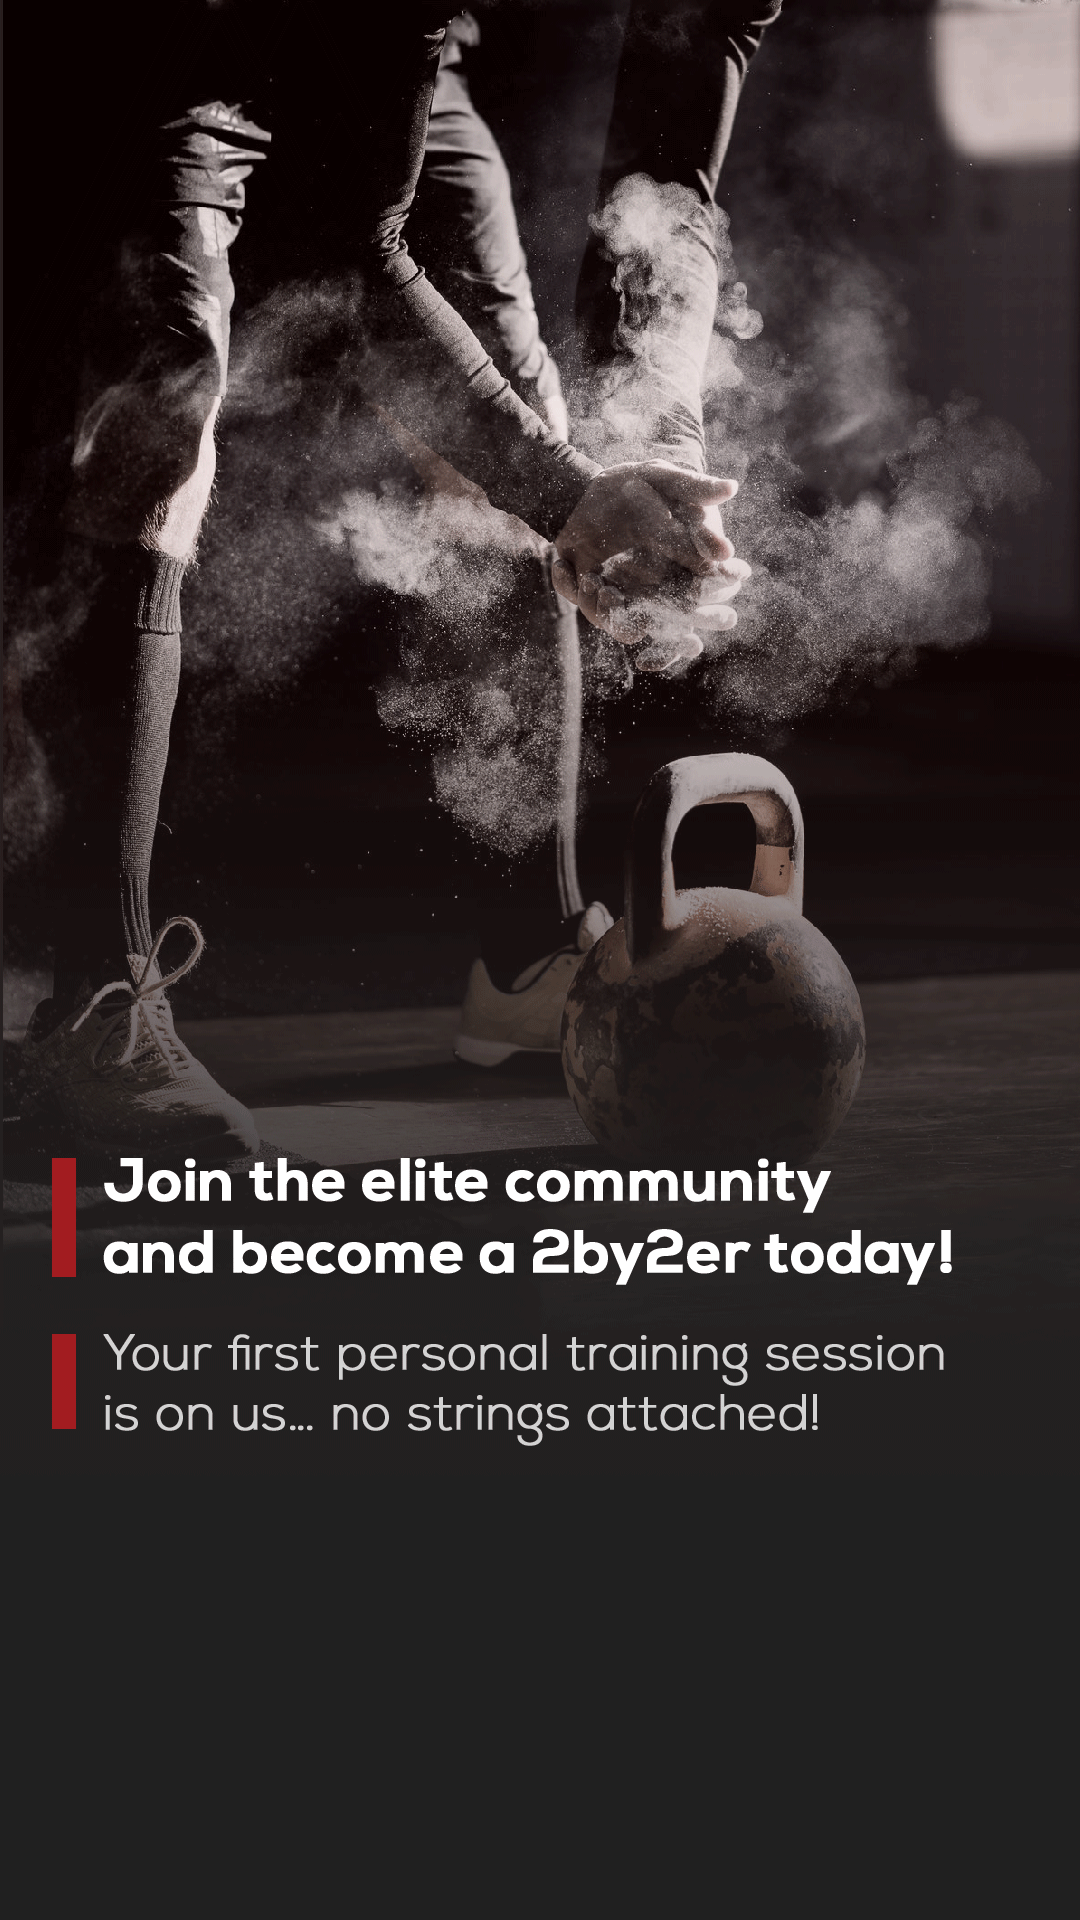 Join the elite community
and become a 2by2er today!
Your first personal training session
is on us... no strings attached!